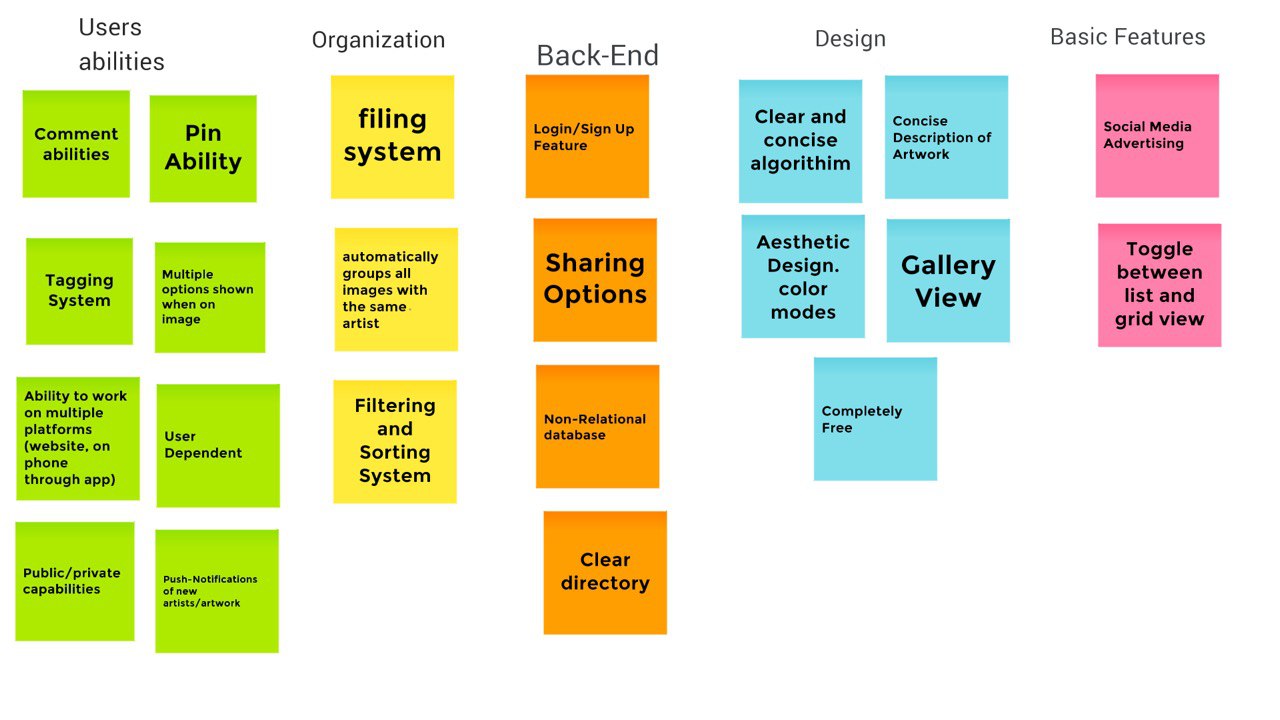 Users
abilities
Comment
abilities
Pin
Ability
Tagging
System
Multiple
options shown
when on
image
Ability to work
on multiple
platforms
(website, on
phone
through app)
User
Dependent
Public/private
capabilities
Push-Notifications
of new
artists/artwork
Organization
filing
system
automatically
groups all
images with
the same
artist
Filtering
and
Sorting
System
Back-End
Login/Sign Up
Feature
Sharing
Options
Non-Relational
database
Clear
directory
Design
Clear and
concise
algorithim
Concise
Description of
Artwork
Aesthetic
Design.
color
modes
Gallery
View
Completely
Free
Basic Features
Social Media
Advertising
Toggle
between
list and
grid view